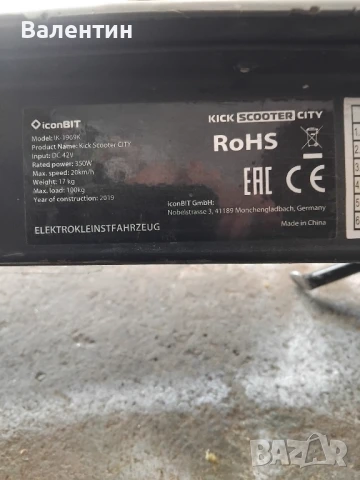 Валентин
iconBIT
Model: IK-1969K
Product Name: Kick Scooter CITY
Input: DC 42V
Rated power: 350W
Max. speed: 20km/h
Weight: 17 kg
Max. load: 100kg
Year of construction: 2019
ELEKTROKLEINSTFAHRZEUG
KICK SCOOTER CITY
RoHS
EAC CE
iconBIT GmbH:
Nobelstrasse 3, 41189 Monchengladbach, Germany
Made in China
BAZAR